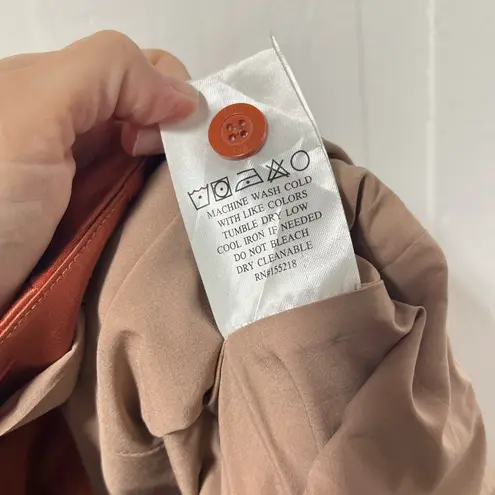 MACHINE WASH COLD
WITH LIKE COLORS
TUMBLE DRY LOW
COOL IRON IF NEEDED
DO NOT BLEACH
DRY CLEANABLE
RN#155218